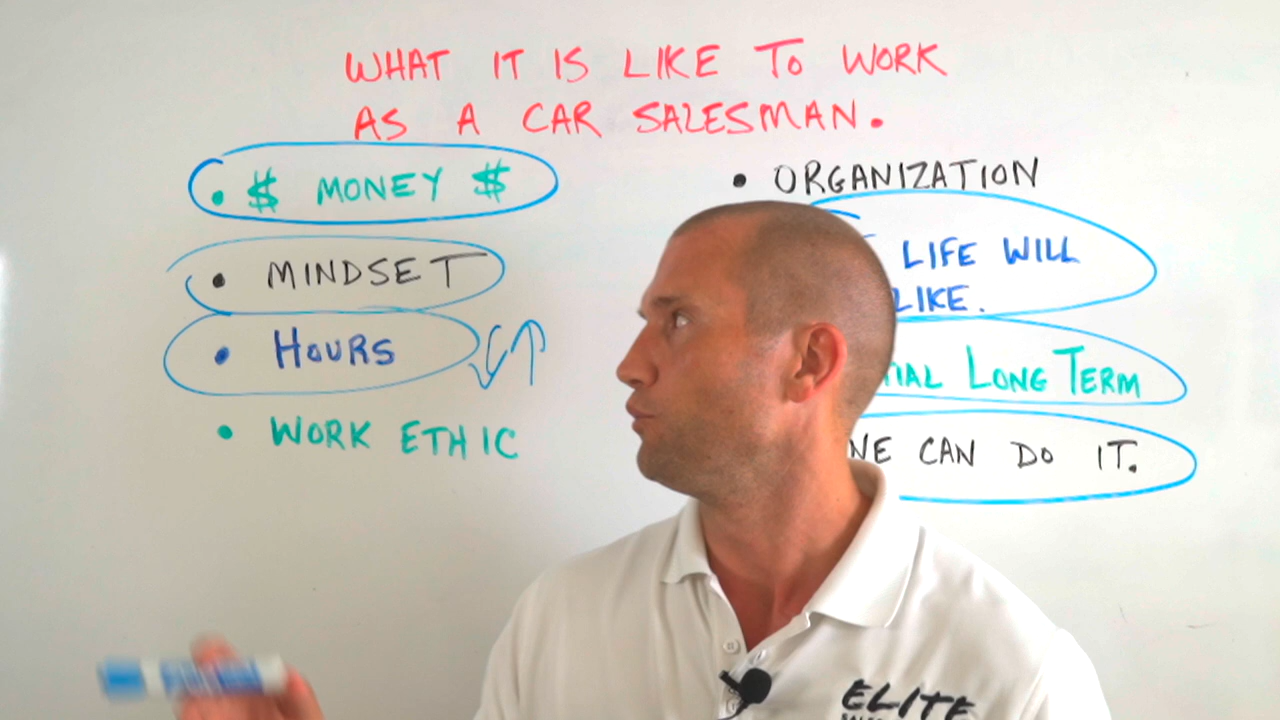 WHAT IT IS LIKE TO WORK
AS A CAR SALESMAN.
• $ MONEY $
• MINDSET
• HOURS
• WORK ETHIC
• ORGANIZATION
LIFE WILL
LIKE.
LONG TERM
CAN DO IT.
ELITE